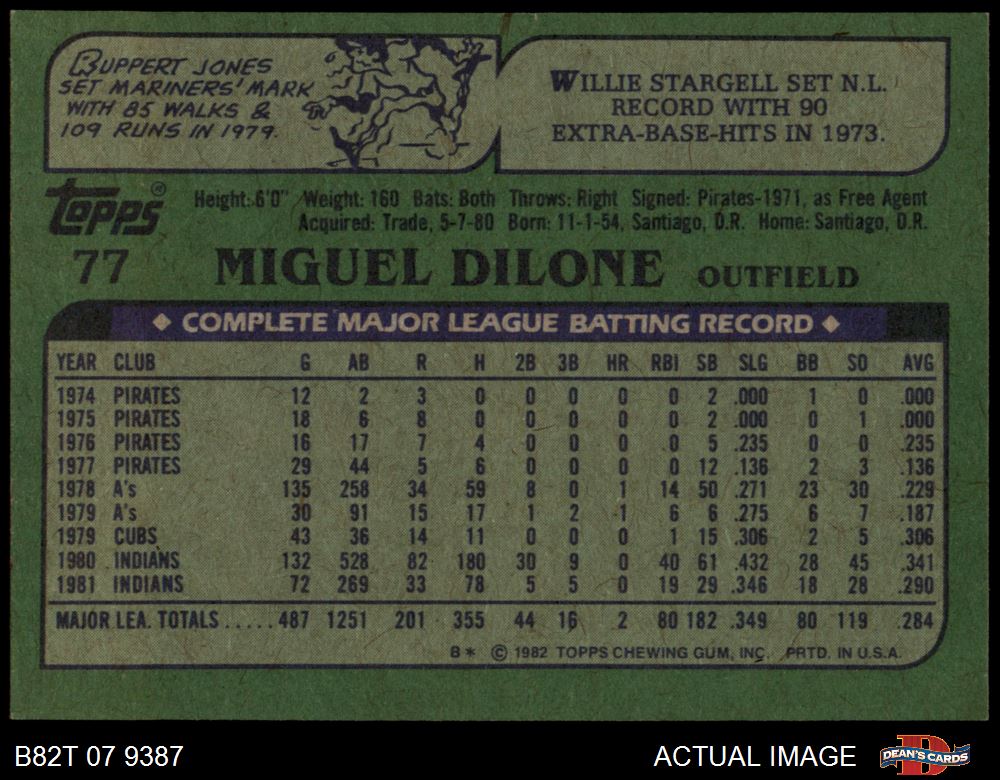 RUPPERT JONES
SET MARINERS' MARK
WITH 85 WALKS &
109 RUNS IN 1979.
WILLIE STARGELL SET N.L.
RECORD WITH 90
EXTRA-BASE-HITS IN 1973.
Topps®
Height: 6'0" Weight: 160 Bats: Both Throws: Right Signed: Pirates-1971, as Free Agent
Acquired: Trade, 5-7-80 Born: 11-1-54, Santiago, D.R. Home: Santiago, D.R.
77 MIGUEL DILONE OUTFIELD
◆ COMPLETE MAJOR LEAGUE BATTING RECORD ◆
YEAR CLUB G AB R H 2B 3B HR RBI SB SLG BB SO AVG
1974 PIRATES 12 2 3 0 0 0 0 0 2 .000 1 0 .000
1975 PIRATES 18 6 8 0 0 0 0 0 2 .000 0 1 .000
1976 PIRATES 16 17 7 4 0 0 0 0 5 .235 0 0 .235
1977 PIRATES 29 44 5 6 0 0 0 0 12 .136 2 3 .136
1978 A's 135 258 34 59 8 0 1 14 50 .271 23 30 .229
1979 A's 30 91 15 17 1 2 1 6 6 .275 6 7 .187
1979 CUBS 43 36 14 11 0 0 0 1 15 .306 2 5 .306
1980 INDIANS 132 528 82 180 30 9 0 40 61 .432 28 45 .341
1981 INDIANS 72 269 33 78 5 5 0 19 29 .346 18 28 .290
MAJOR LEA. TOTALS ..... 487 1251 201 355 44 16 2 80 182 .349 80 119 .284
B* © 1982 TOPPS CHEWING GUM, INC. PRTD. IN U.S.A.
B82T 07 9387
ACTUAL IMAGE
DEAN'S CARDS